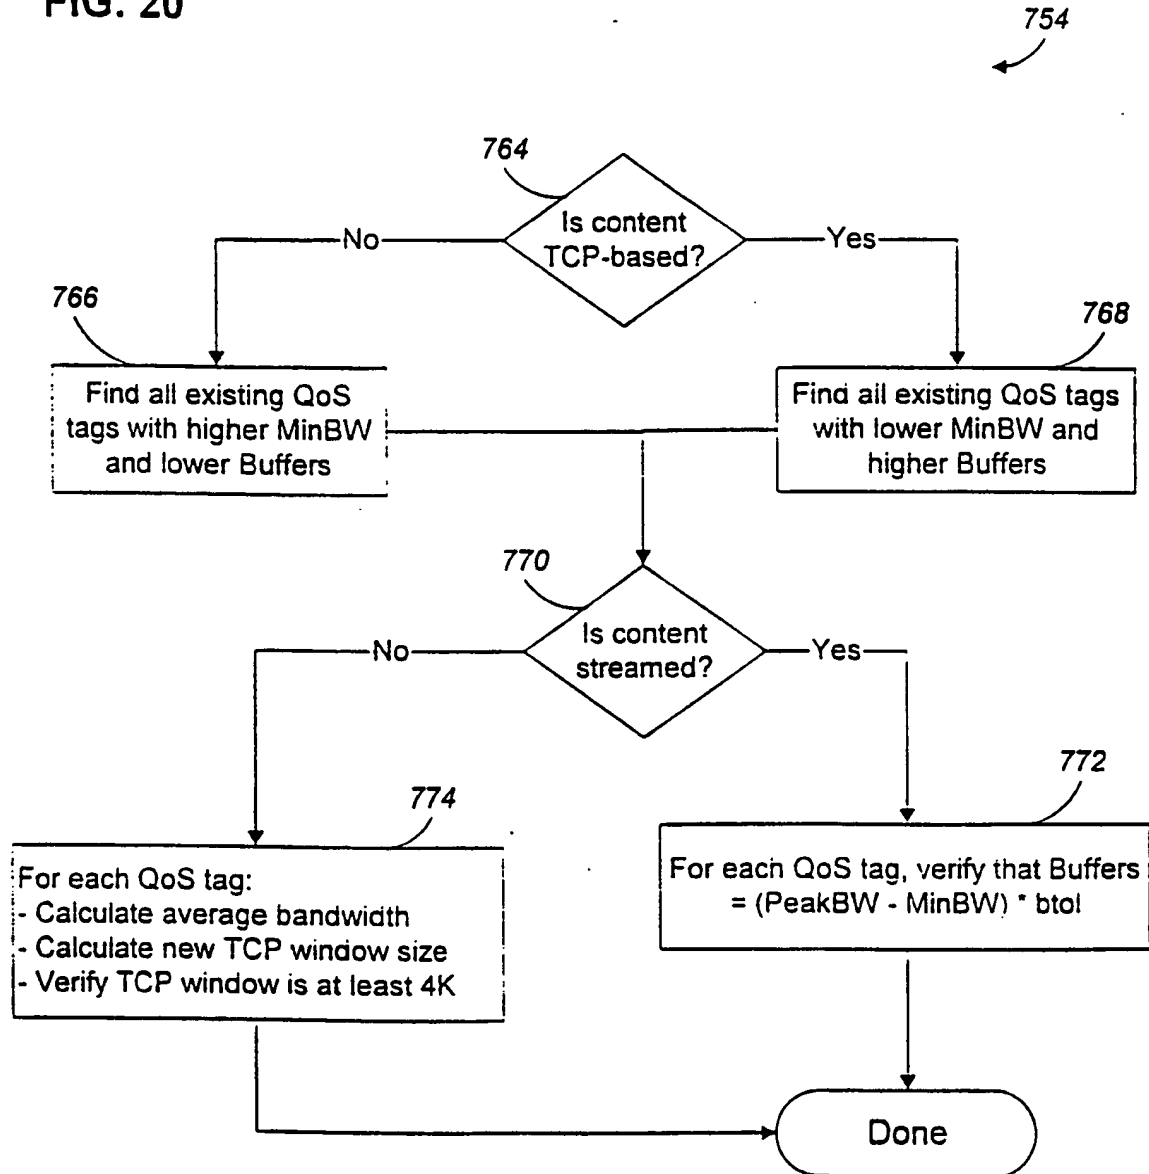 FIG. 20
754
764
Is content
TCP-based?
No
Yes
766
768
Find all existing QoS
tags with higher MinBW
and lower Buffers
Find all existing QoS tags
with lower MinBW and
higher Buffers
770
Is content
streamed?
No
Yes
774
772
For each QoS tag:
- Calculate average bandwidth
- Calculate new TCP window size
- Verify TCP window is at least 4K
For each QoS tag, verify that Buffers
= (PeakBW - MinBW) * btol
Done